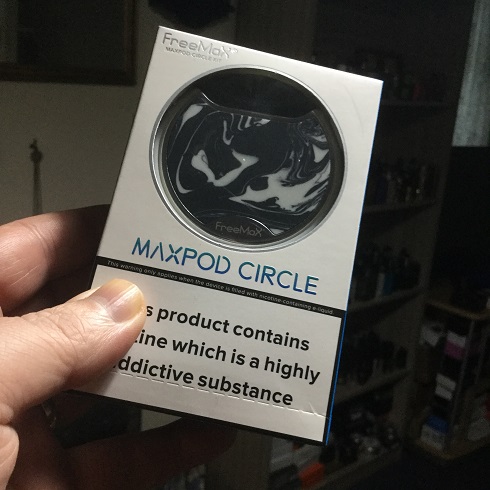 FreeMaX
MAXPOD CIRCLE KIT
FreeMaX
MAXPOD CIRCLE
This warning only applies when the device is filled with nicotine-containing e-liquid
s product contains
ine which is a highly
ddictive substance